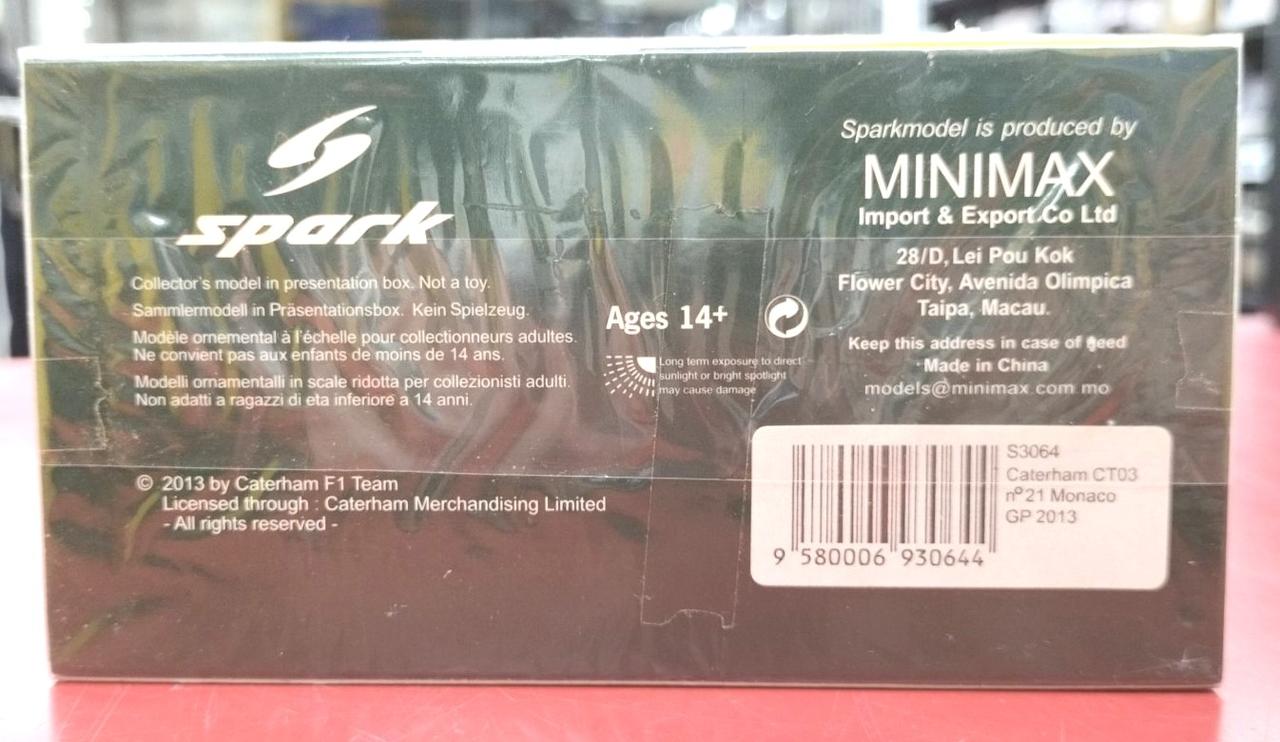 spark
Collector's model in presentation box. Not a toy.
Sammlermodell in Präsentationsbox. Kein Spielzeug.
Modèle ornemental à l'échelle pour collectionneurs adultes.
Ne convient pas aux enfants de moins de 14 ans.
Modelli ornamentalli in scale ridotta per collezionisti adulti.
Non adatti a ragazzi di eta inferiore a 14 anni.
© 2013 by Caterham F1 Team
Licensed through : Caterham Merchandising Limited
- All rights reserved -
Ages 14+
Long term exposure to direct
sunlight or bright spotlight
may cause damage
Sparkmodel is produced by
MINIMAX
Import & Export Co Ltd
28/D, Lei Pou Kok
Flower City, Avenida Olimpica
Taipa, Macau.
Keep this address in case of need
Made in China
models@minimax.com.mo
S3064
Caterham CT03
nº21 Monaco
GP 2013
9 580006 930644